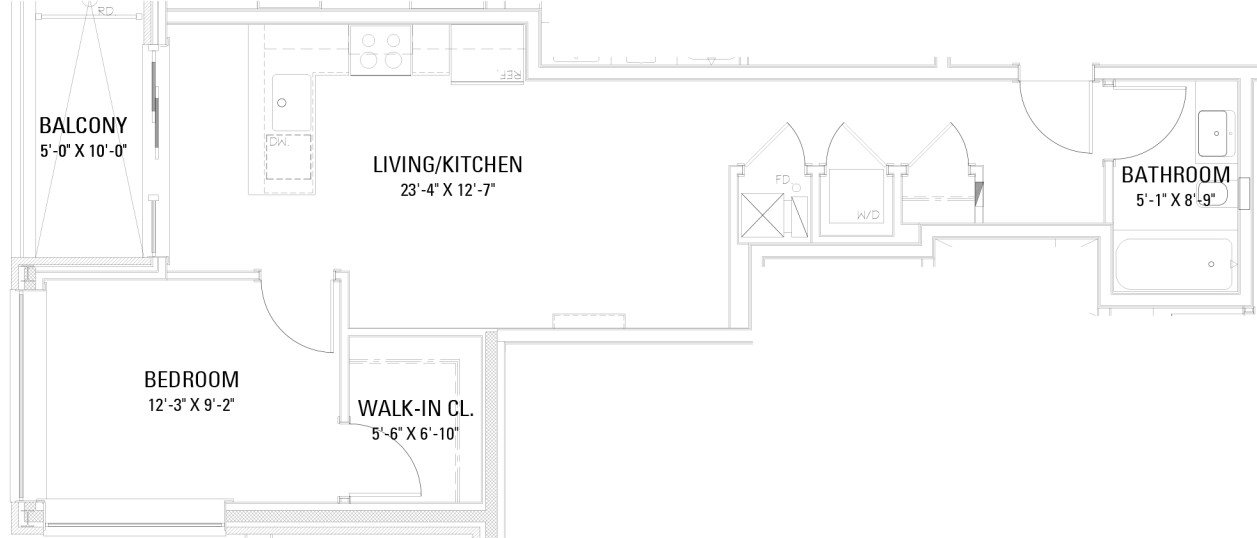 RD
BALCONY
5'-0" X 10'-0"
REF.
DW.
LIVING/KITCHEN
23'-4" X 12'-7"
FD
W/D
BATHROOM
5'-1" X 8'-9"
BEDROOM
12'-3" X 9'-2"
WALK-IN CL.
5'-6" X 6'-10"